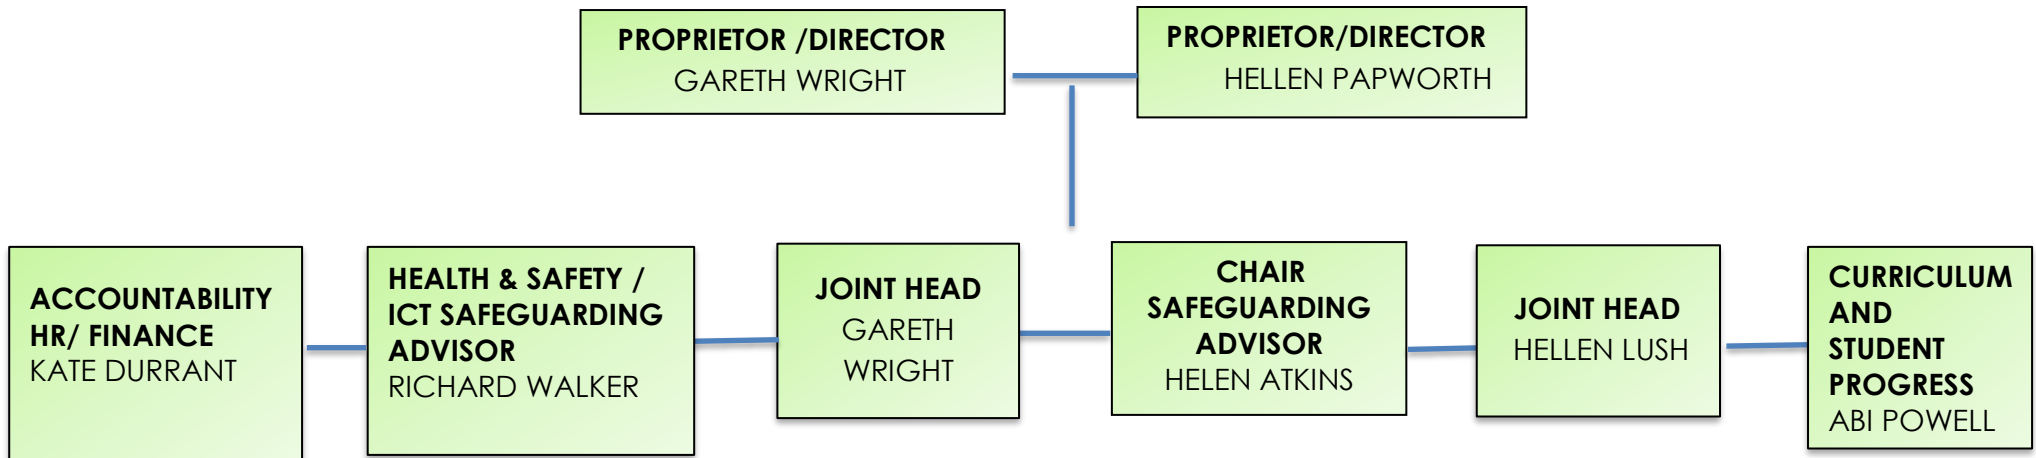 PROPRIETOR /DIRECTOR
GARETH WRIGHT
PROPRIETOR/DIRECTOR
HELLEN PAPWORTH
ACCOUNTABILITY
HR/ FINANCE
KATE DURRANT
HEALTH & SAFETY /
ICT SAFEGUARDING
ADVISOR
RICHARD WALKER
JOINT HEAD
GARETH
WRIGHT
CHAIR
SAFEGUARDING
ADVISOR
HELEN ATKINS
JOINT HEAD
HELLEN LUSH
CURRICULUM
AND
STUDENT
PROGRESS
ABI POWELL